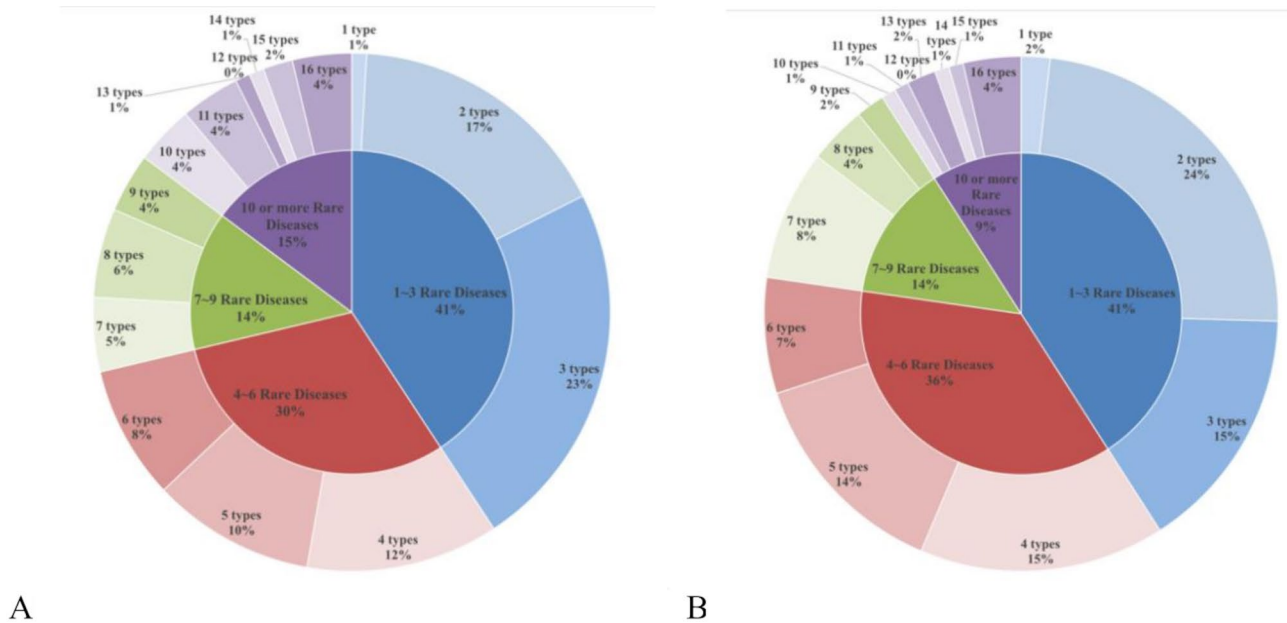 14 types
1%
15 types
2%
12 types
0%
13 types
1%
1 type
1%
16 types
4%
2 types
17%
11 types
4%
10 types
4%
9 types
4%
8 types
6%
7 types
5%
6 types
8%
5 types
10%
4 types
12%
3 types
23%
10 or more Rare
Diseases
15%
1~3 Rare Diseases
41%
7~9 Rare Diseases
14%
4~6 Rare Diseases
30%
A
13 types
2%
14
types
1%
15 types
1%
11 types
1%
12 types
0%
10 types
1%
9 types
2%
1 type
2%
16 types
4%
8 types
4%
2 types
24%
7 types
8%
6 types
7%
5 types
14%
4 types
15%
3 types
15%
10 or more
Rare
Diseases
9%
7~9 Rare Diseases
14%
1~3 Rare Diseases
41%
4~6 Rare Diseases
36%
B